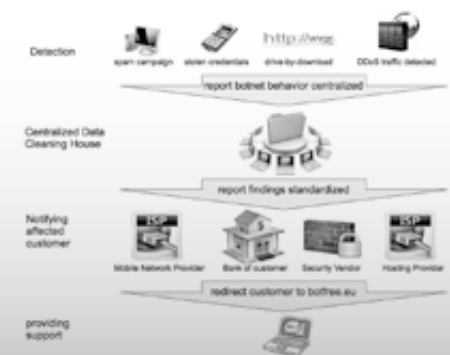 Detection
http://www
spam campaign
stolen credentials
drive-by-download
DDoS traffic detected
report botnet behavior centralized
Centralized Data
Cleaning House
report findings standardized
Notifying
affected
customer
ISP
ISP
Mobile Network Provider
Bank of customer
Security Vendor
Hosting Provider
redirect customer to botfree.eu
providing
support